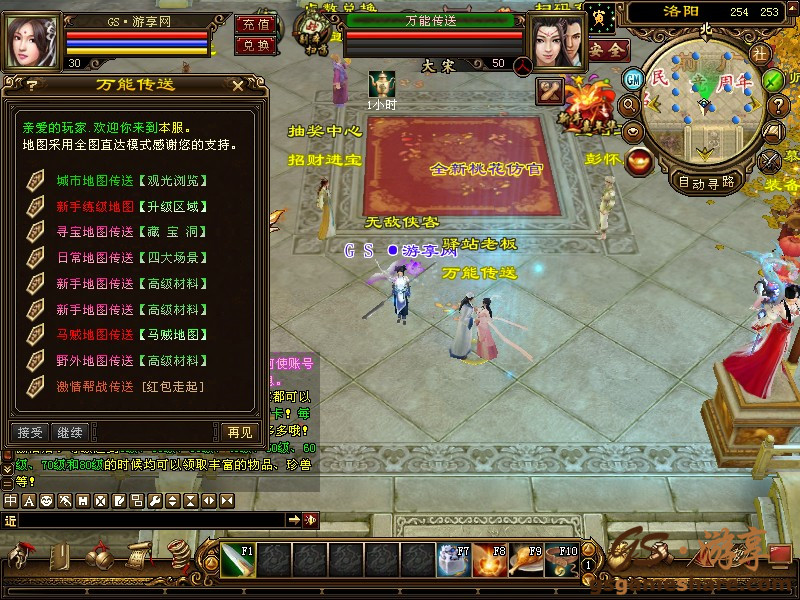 GS·游享网
30
充值
兑换
万能传送
大宋
50
1小时
安全
洛阳
254 253
北
社
GM
自动寻路
万能传送
亲爱的玩家.欢迎你来到本服。
地图采用全图直达模式感谢您的支持。
城市地图传送【观光浏览】
新手练级地图【升级区域】
寻宝地图传送【藏 宝 洞】
日常地图传送【四大场景】
新手地图传送【高级材料】
新手地图传送【高级材料】
马贼地图传送【马贼地图】
野外地图传送【高级材料】
激情帮战传送 [红包走起]
接受
继续
再见
抽奖中心
招财进宝
全新桃花仿官
彭怀
无敌侠客
GS●游享网
驿站老板
万能传送
级、70级和80级的时候均可以领取丰富的物品、珍兽
等！
中
A
近
F1
F7
F8
F9
F10
1
GS·游享